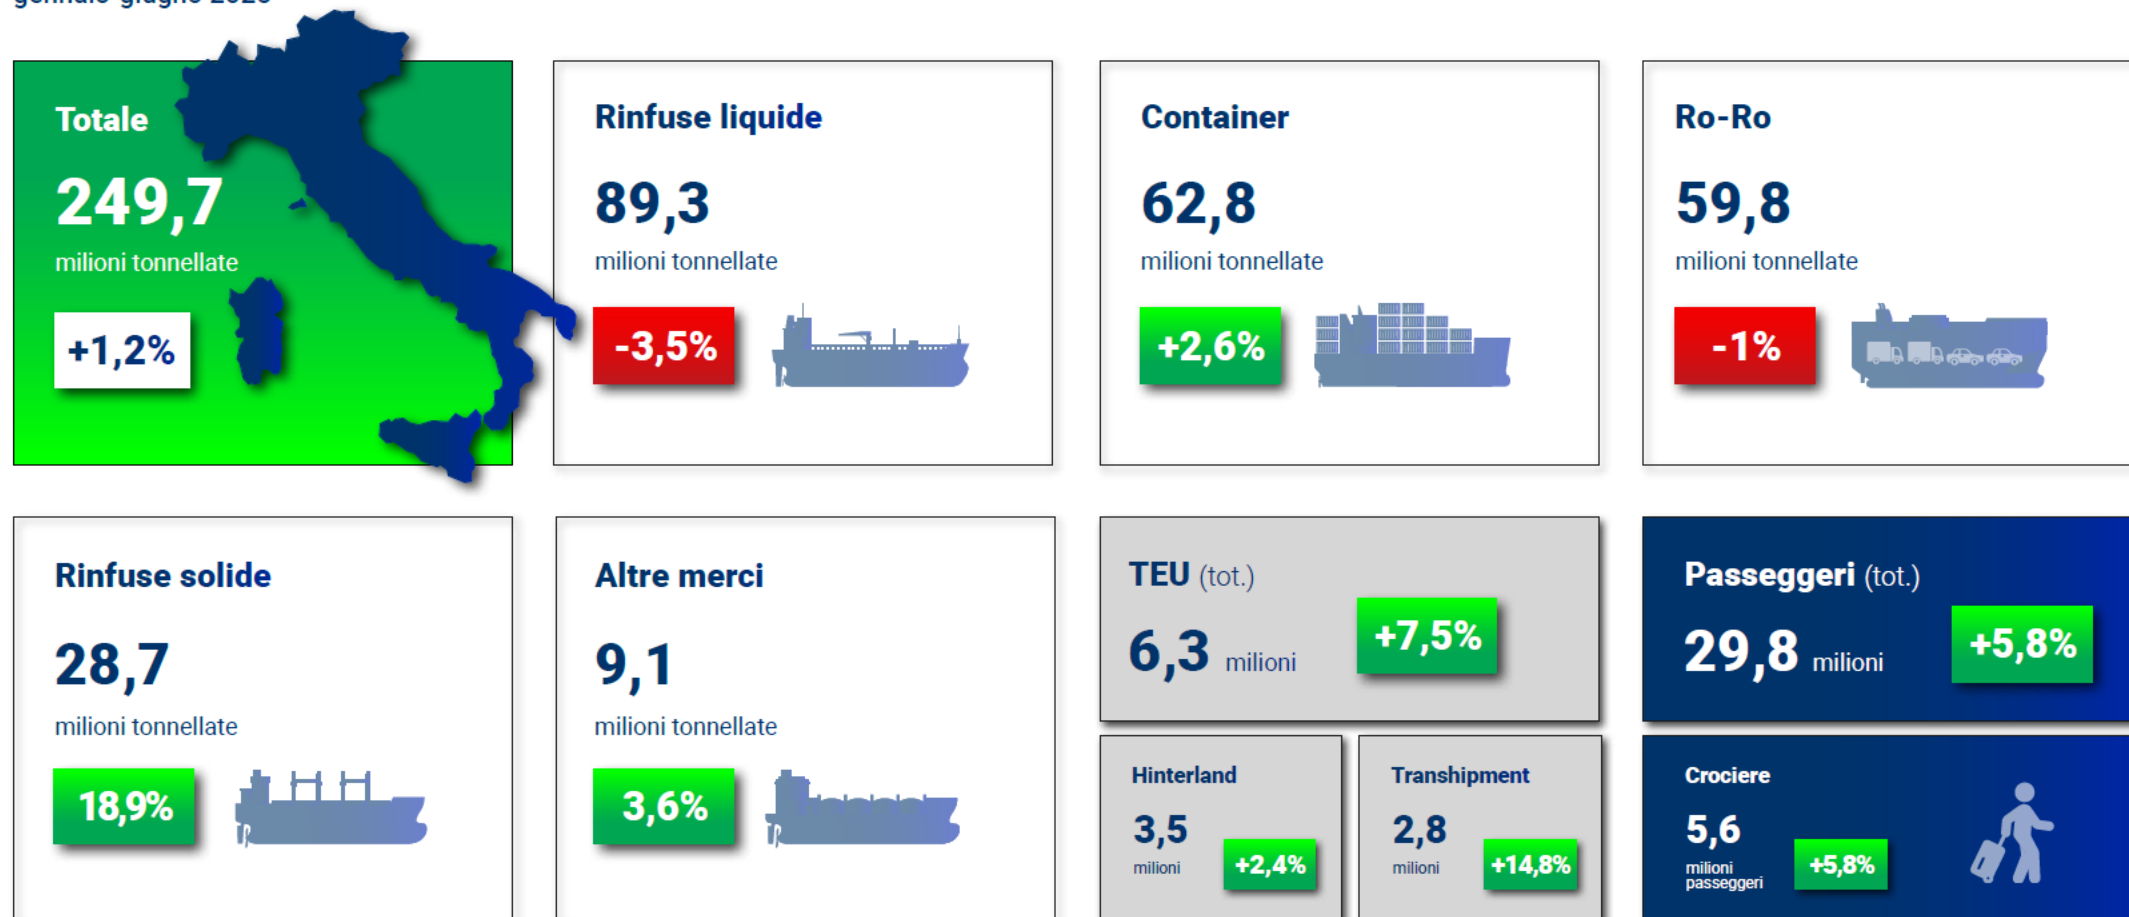 Totale
249,7
milioni tonnellate
+1,2%
Rinfuse liquide
89,3
milioni tonnellate
-3,5%
Container
62,8
milioni tonnellate
+2,6%
Ro-Ro
59,8
milioni tonnellate
-1%
Rinfuse solide
28,7
milioni tonnellate
18,9%
Altre merci
9,1
milioni tonnellate
3,6%
TEU (tot.)
6,3 milioni
+7,5%
Hinterland
3,5
milioni
+2,4%
Transhipment
2,8
milioni
+14,8%
Passeggeri (tot.)
29,8 milioni
+5,8%
Crociere
5,6
milioni
passeggeri
+5,8%